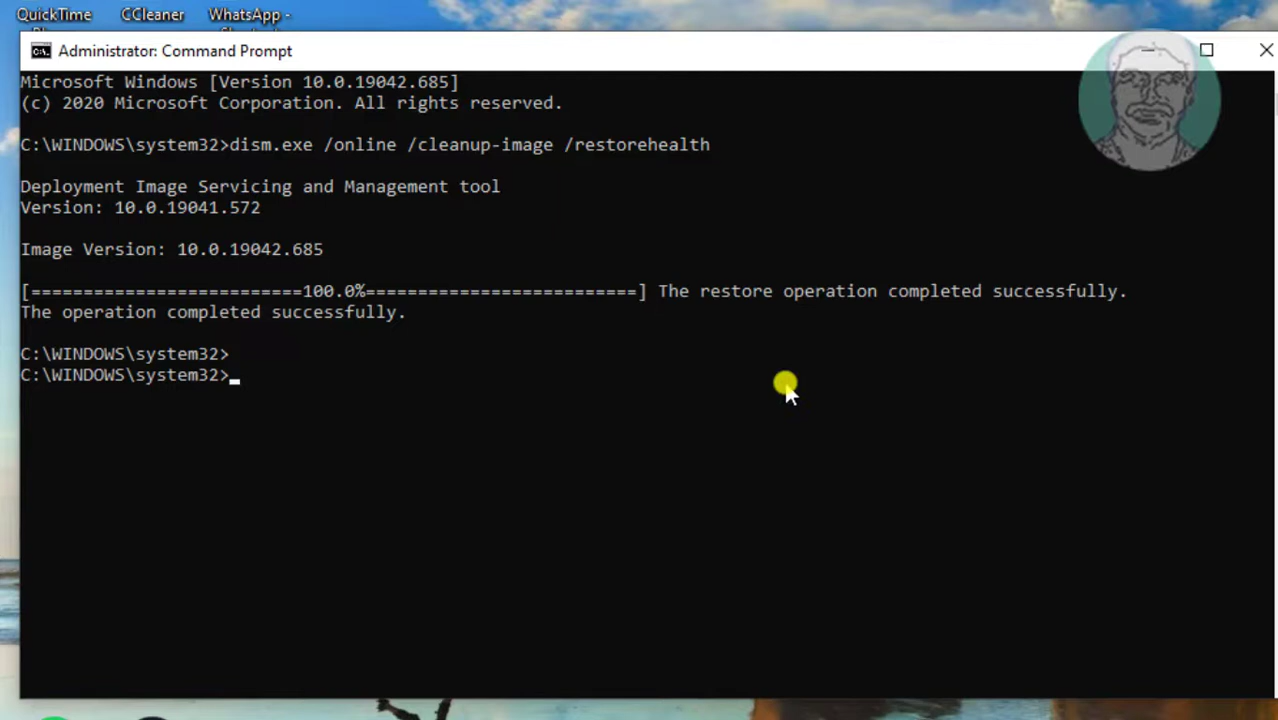 QuickTime CCleaner WhatsApp -
Administrator: Command Prompt
Microsoft Windows [Version 10.0.19042.685]
(c) 2020 Microsoft Corporation. All rights reserved.
C:\WINDOWS\system32>dism.exe /online /cleanup-image /restorehealth
Deployment Image Servicing and Management tool
Version: 10.0.19041.572
Image Version: 10.0.19042.685
[==========================100.0%==========================] The restore operation completed successfully.
The operation completed successfully.
C:\WINDOWS\system32>
C:\WINDOWS\system32>